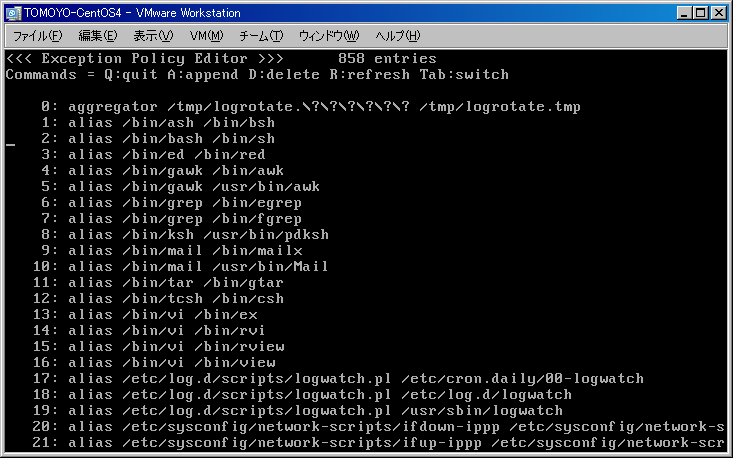 TOMOYO-CentOS4 - VMware Workstation
ファイル(F) 編集(E) 表示(V) VM(M) チーム(T) ウィンドウ(W) ヘルプ(H)
<<< Exception Policy Editor >>> 858 entries
Commands = Q:quit A:append D:delete R:refresh Tab:switch
0: aggregator /tmp/logrotate.\?\?\?\?\?\? /tmp/logrotate.tmp
1: alias /bin/ash /bin/bsh
2: alias /bin/bash /bin/sh
3: alias /bin/ed /bin/red
4: alias /bin/gawk /bin/awk
5: alias /bin/gawk /usr/bin/awk
6: alias /bin/grep /bin/egrep
7: alias /bin/grep /bin/fgrep
8: alias /bin/ksh /usr/bin/pdksh
9: alias /bin/mail /bin/mailx
10: alias /bin/mail /usr/bin/Mail
11: alias /bin/tar /bin/gtar
12: alias /bin/tcsh /bin/csh
13: alias /bin/vi /bin/ex
14: alias /bin/vi /bin/rvi
15: alias /bin/vi /bin/rview
16: alias /bin/vi /bin/view
17: alias /etc/log.d/scripts/logwatch.pl /etc/cron.daily/00-logwatch
18: alias /etc/log.d/scripts/logwatch.pl /etc/log.d/logwatch
19: alias /etc/log.d/scripts/logwatch.pl /usr/sbin/logwatch
20: alias /etc/sysconfig/network-scripts/ifdown-ippp /etc/sysconfig/network-s
21: alias /etc/sysconfig/network-scripts/ifup-ippp /etc/sysconfig/network-scr